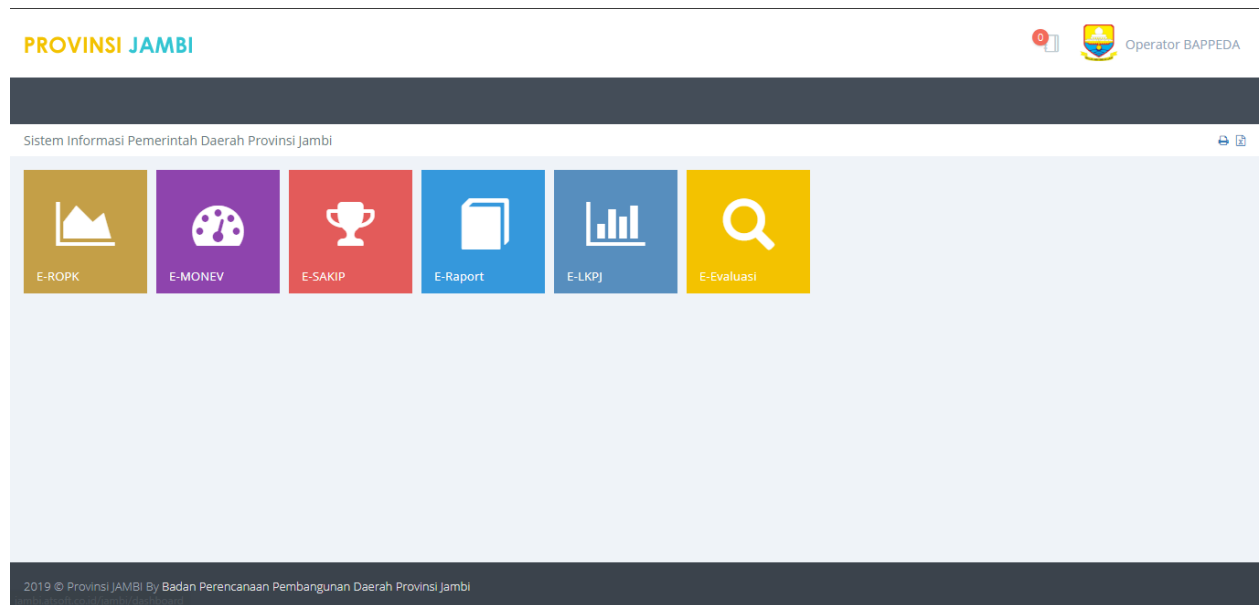 PROVINSI JAMBI
0
Operator BAPPEDA
Sistem Informasi Pemerintah Daerah Provinsi Jambi
E-ROPK
E-MONEV
E-SAKIP
E-Raport
E-LKPJ
E-Evaluasi
2019 © Provinsi JAMBI By Badan Perencanaan Pembangunan Daerah Provinsi Jambi